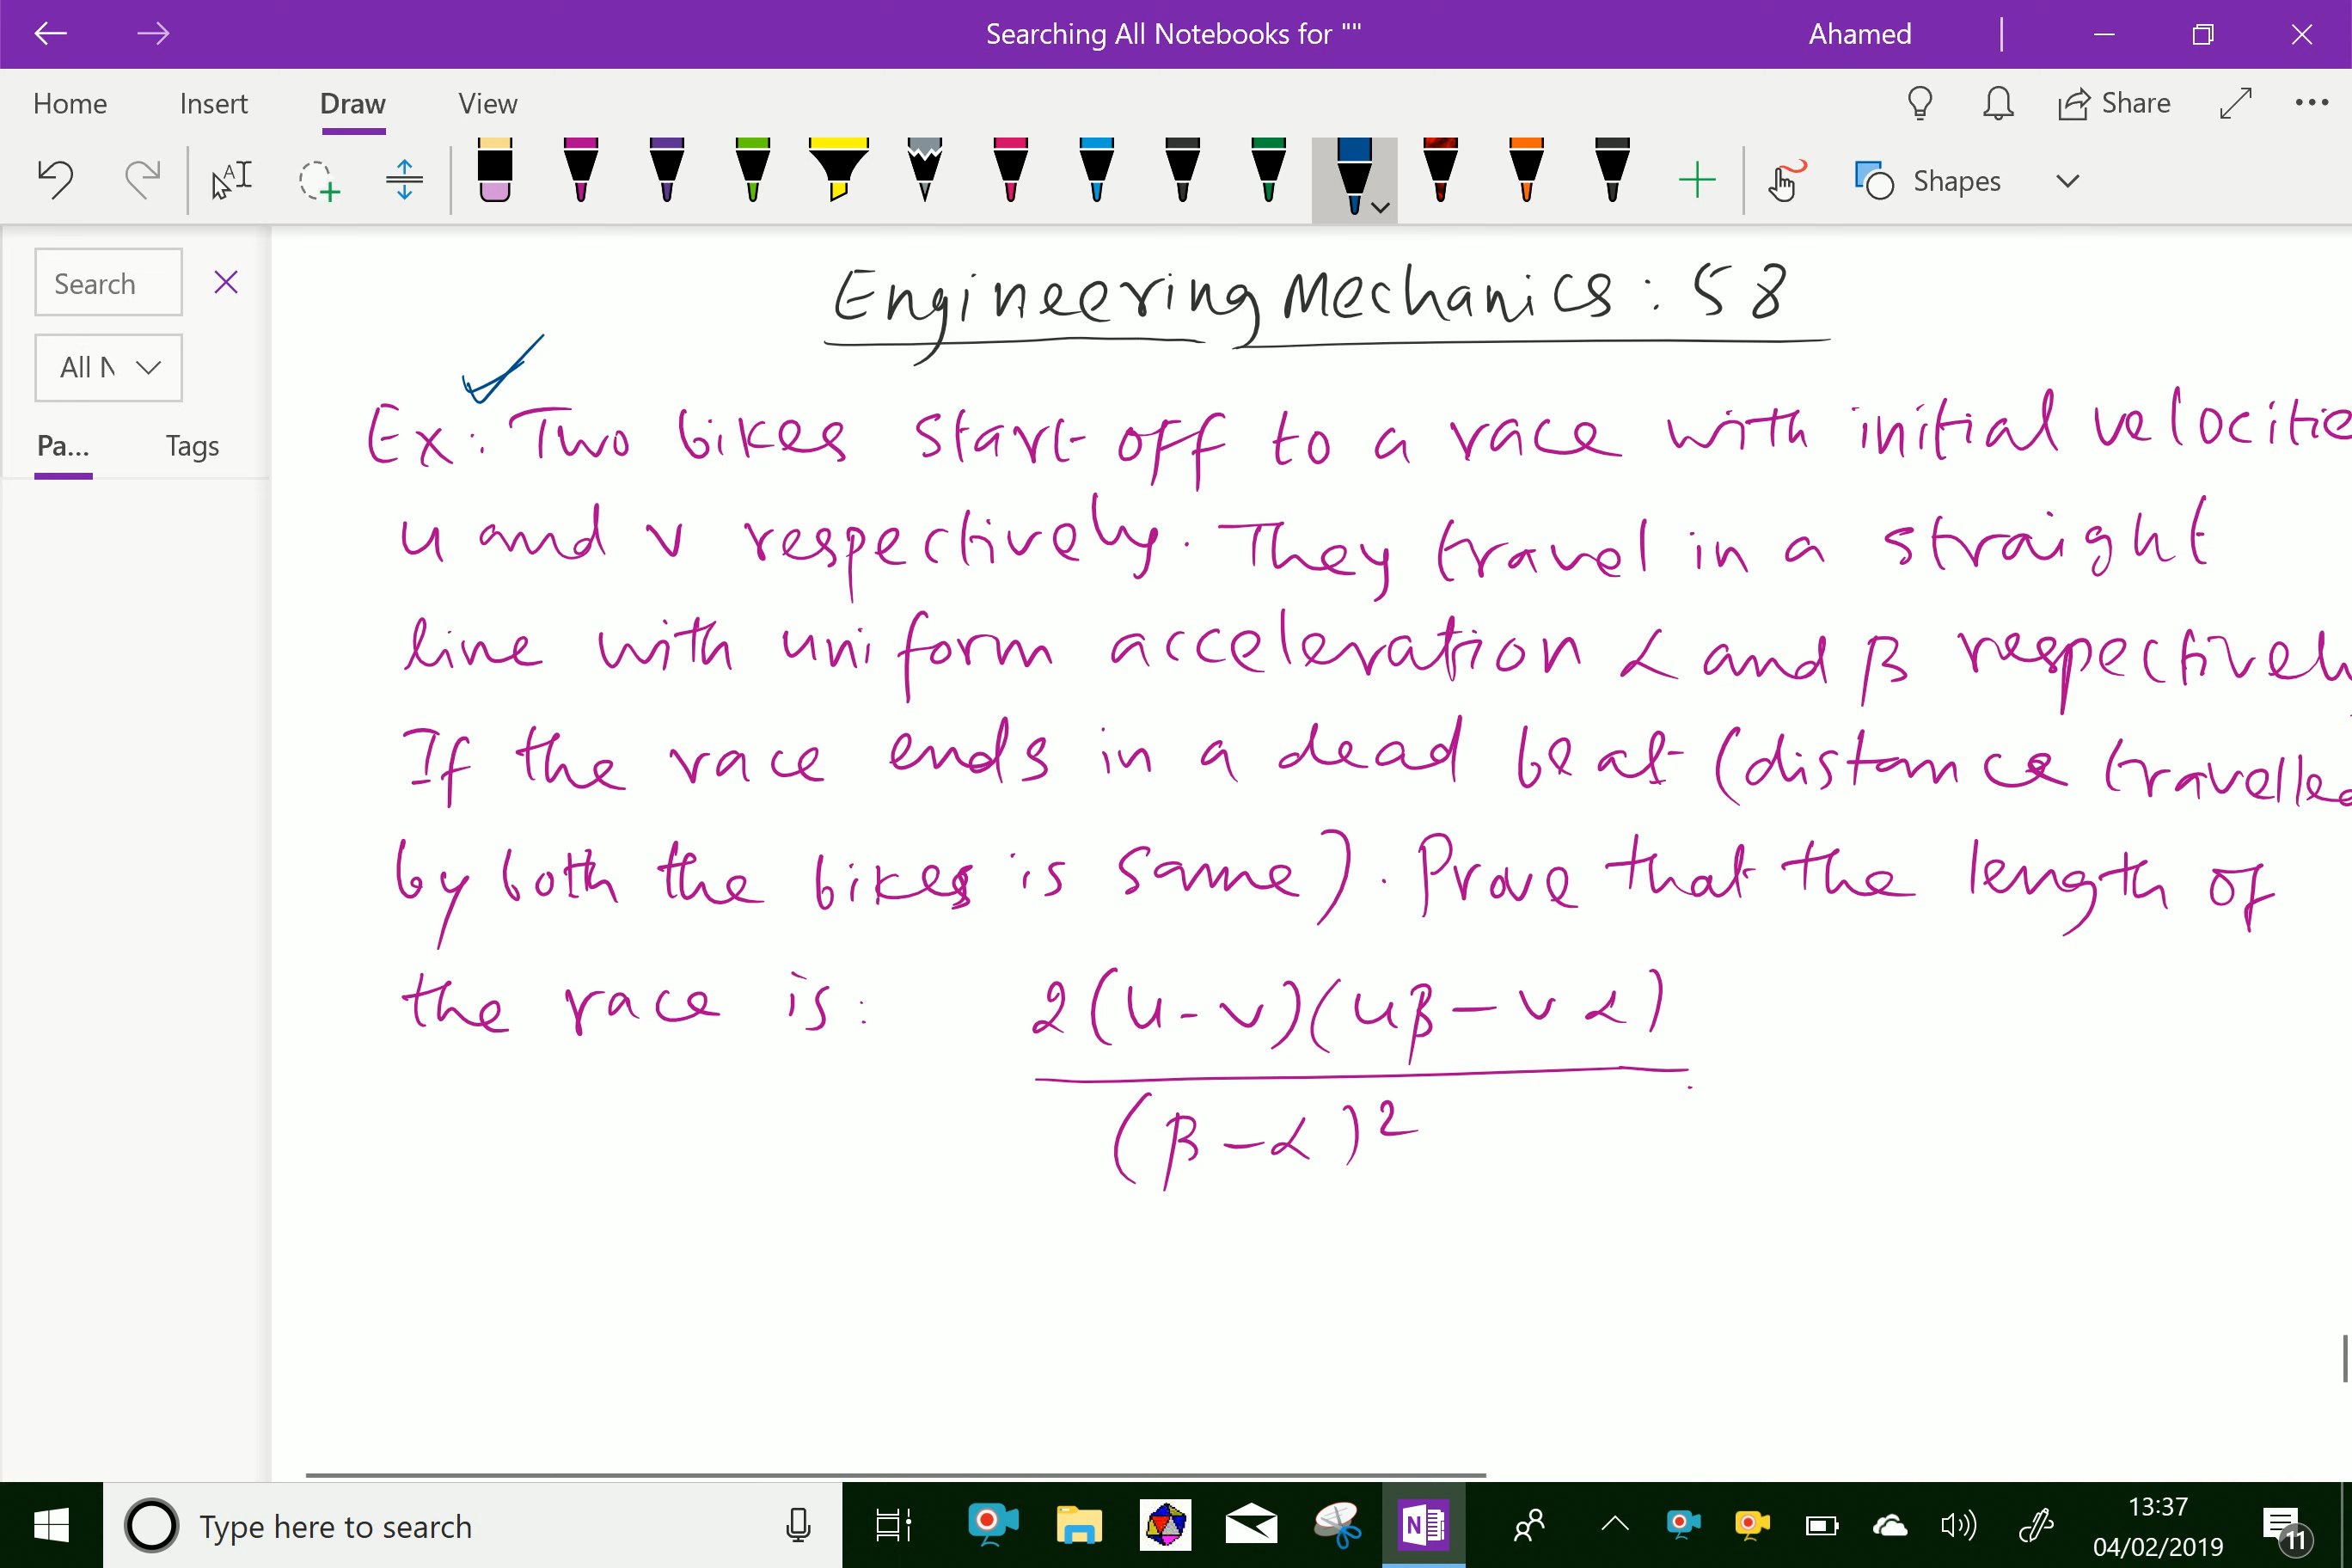 Searching All Notebooks for ""
Ahamed
Home Insert Draw View
Share
Shapes
Search
All N
Pa... Tags
Engineering Mechanics : 58
Ex: Two bikes start off to a race with initial velocitie
u and v respectively. They travel in a straight
line with uniform acceleration α and β respectivel
If the race ends in a dead beat (distance travelled
by both the bikes is same). Prove that the length of
the race is: 2(u-v)(uβ-vα)
(β-α)2
Type here to search
N
13:37
04/02/2019
11